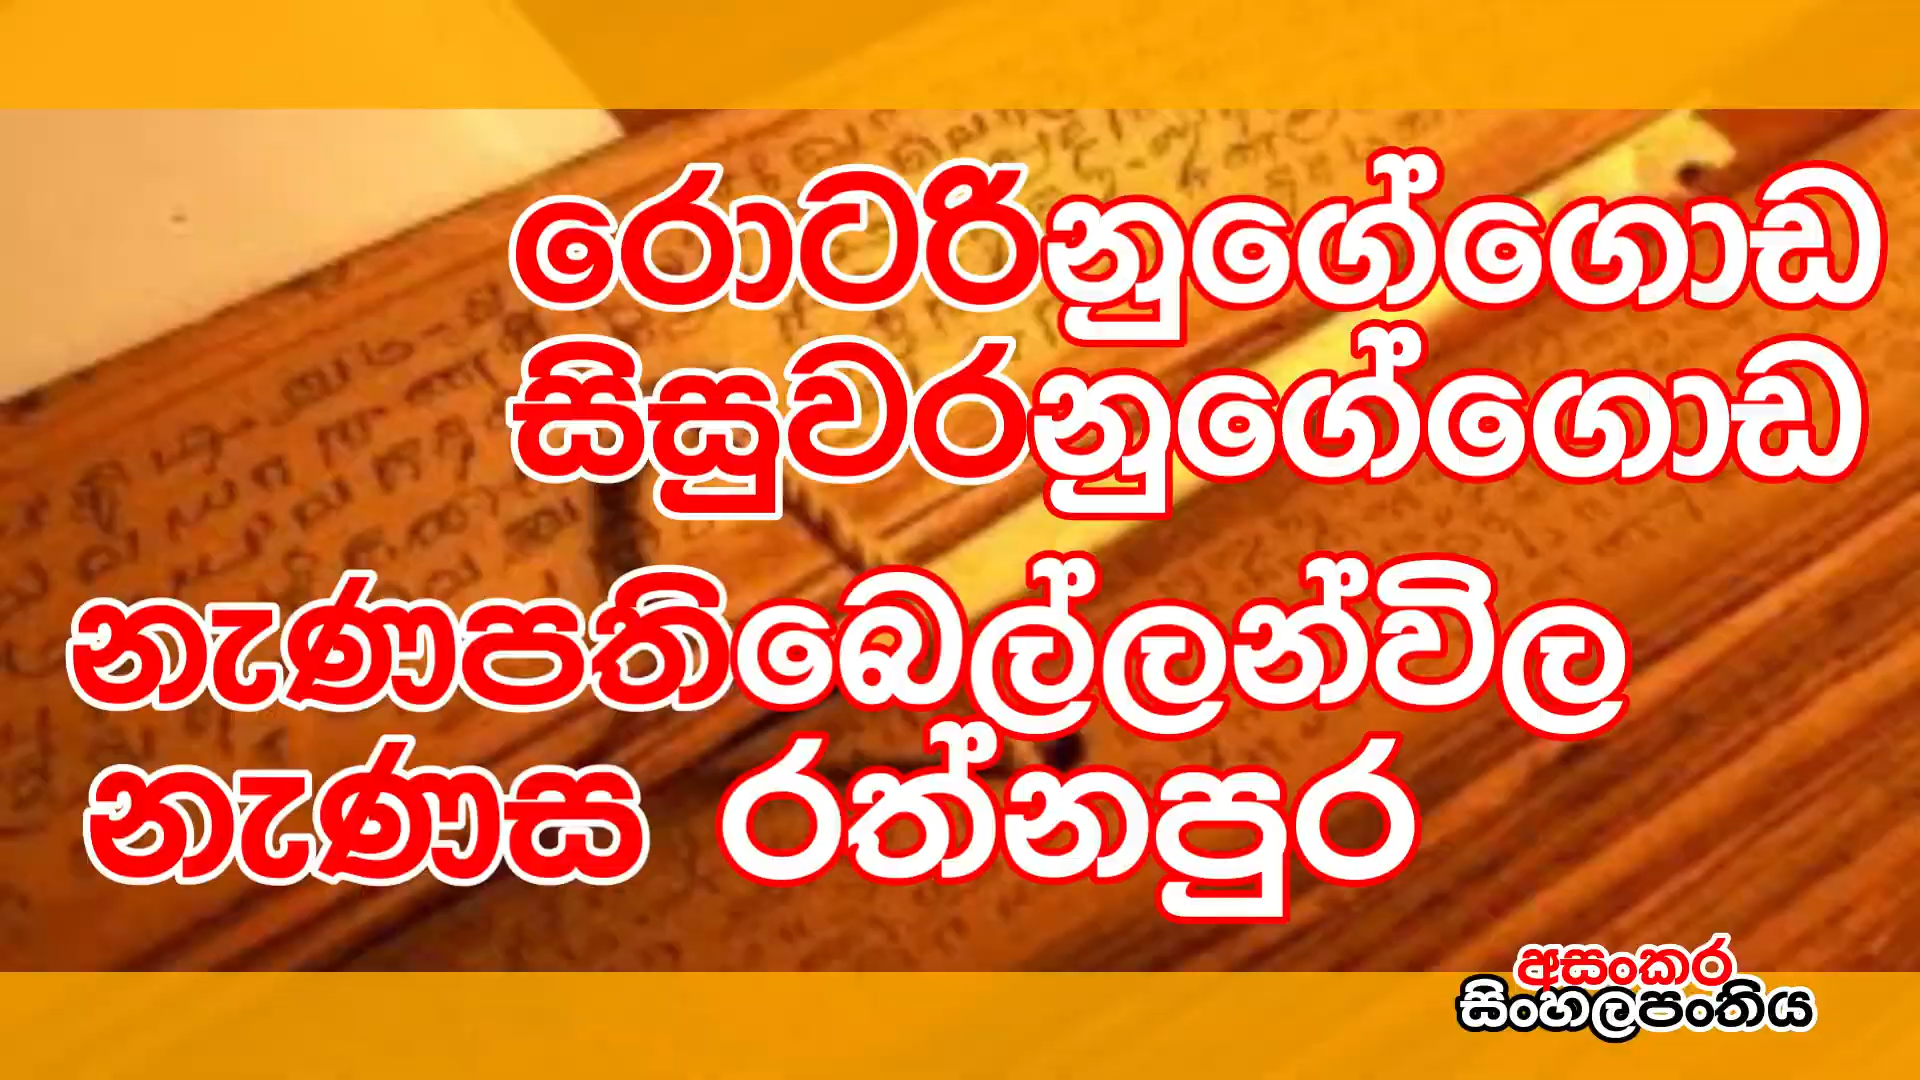 රොටරිනුගේගොඩ
සිසුවරනුගේගොඩ
නැණපතිබෙල්ලන්විල
නැණස රත්නපුර
අසංකර
සිංහලපංතිය